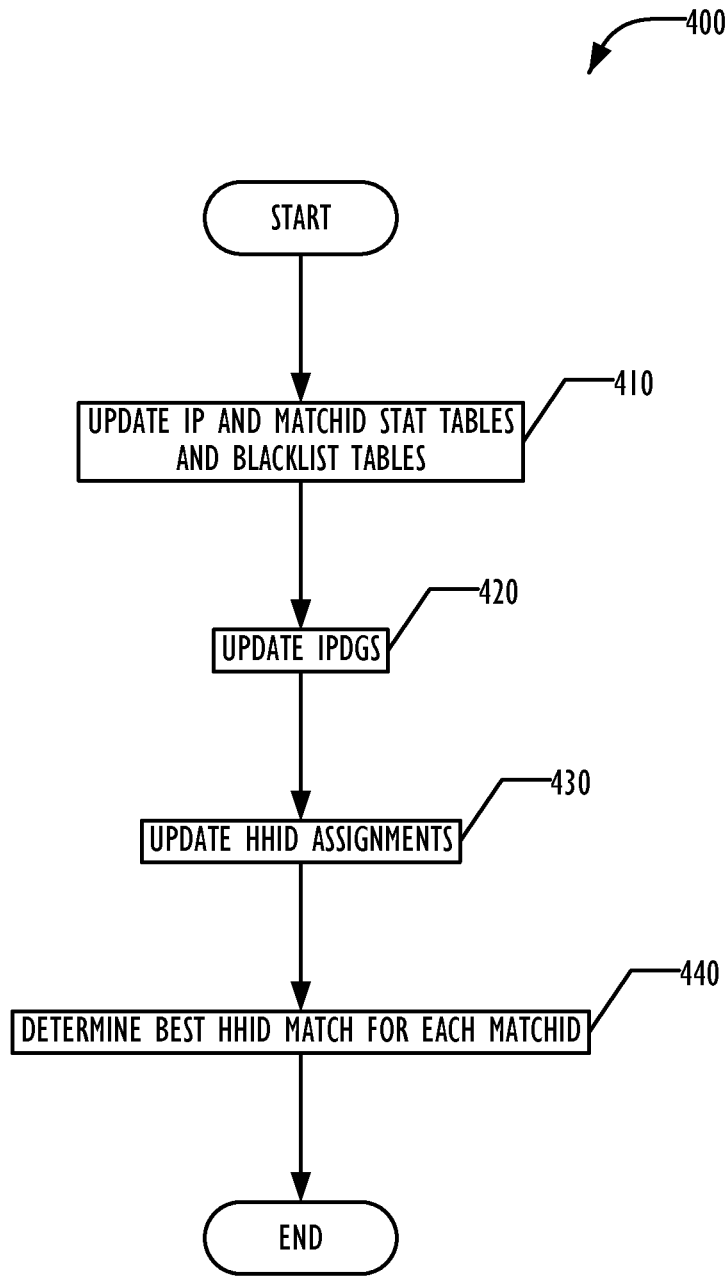 400
START
410
UPDATE IP AND MATCHID STAT TABLES
AND BLACKLIST TABLES
420
UPDATE IPDGS
430
UPDATE HHID ASSIGNMENTS
440
DETERMINE BEST HHID MATCH FOR EACH MATCHID
END